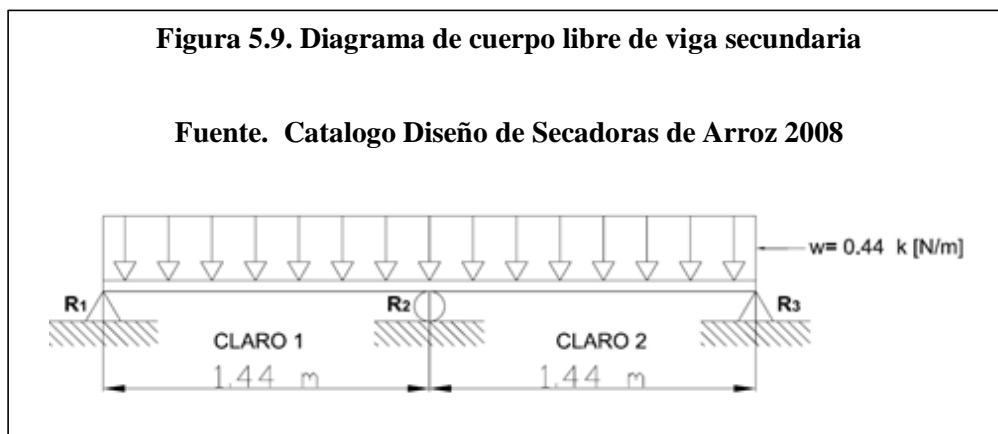 Figura 5.9. Diagrama de cuerpo libre de viga secundaria
Fuente. Catalogo Diseño de Secadoras de Arroz 2008
w= 0.44 k [N/m]
R1 R2 R3
CLARO 1 CLARO 2
1.44 m 1.44 m